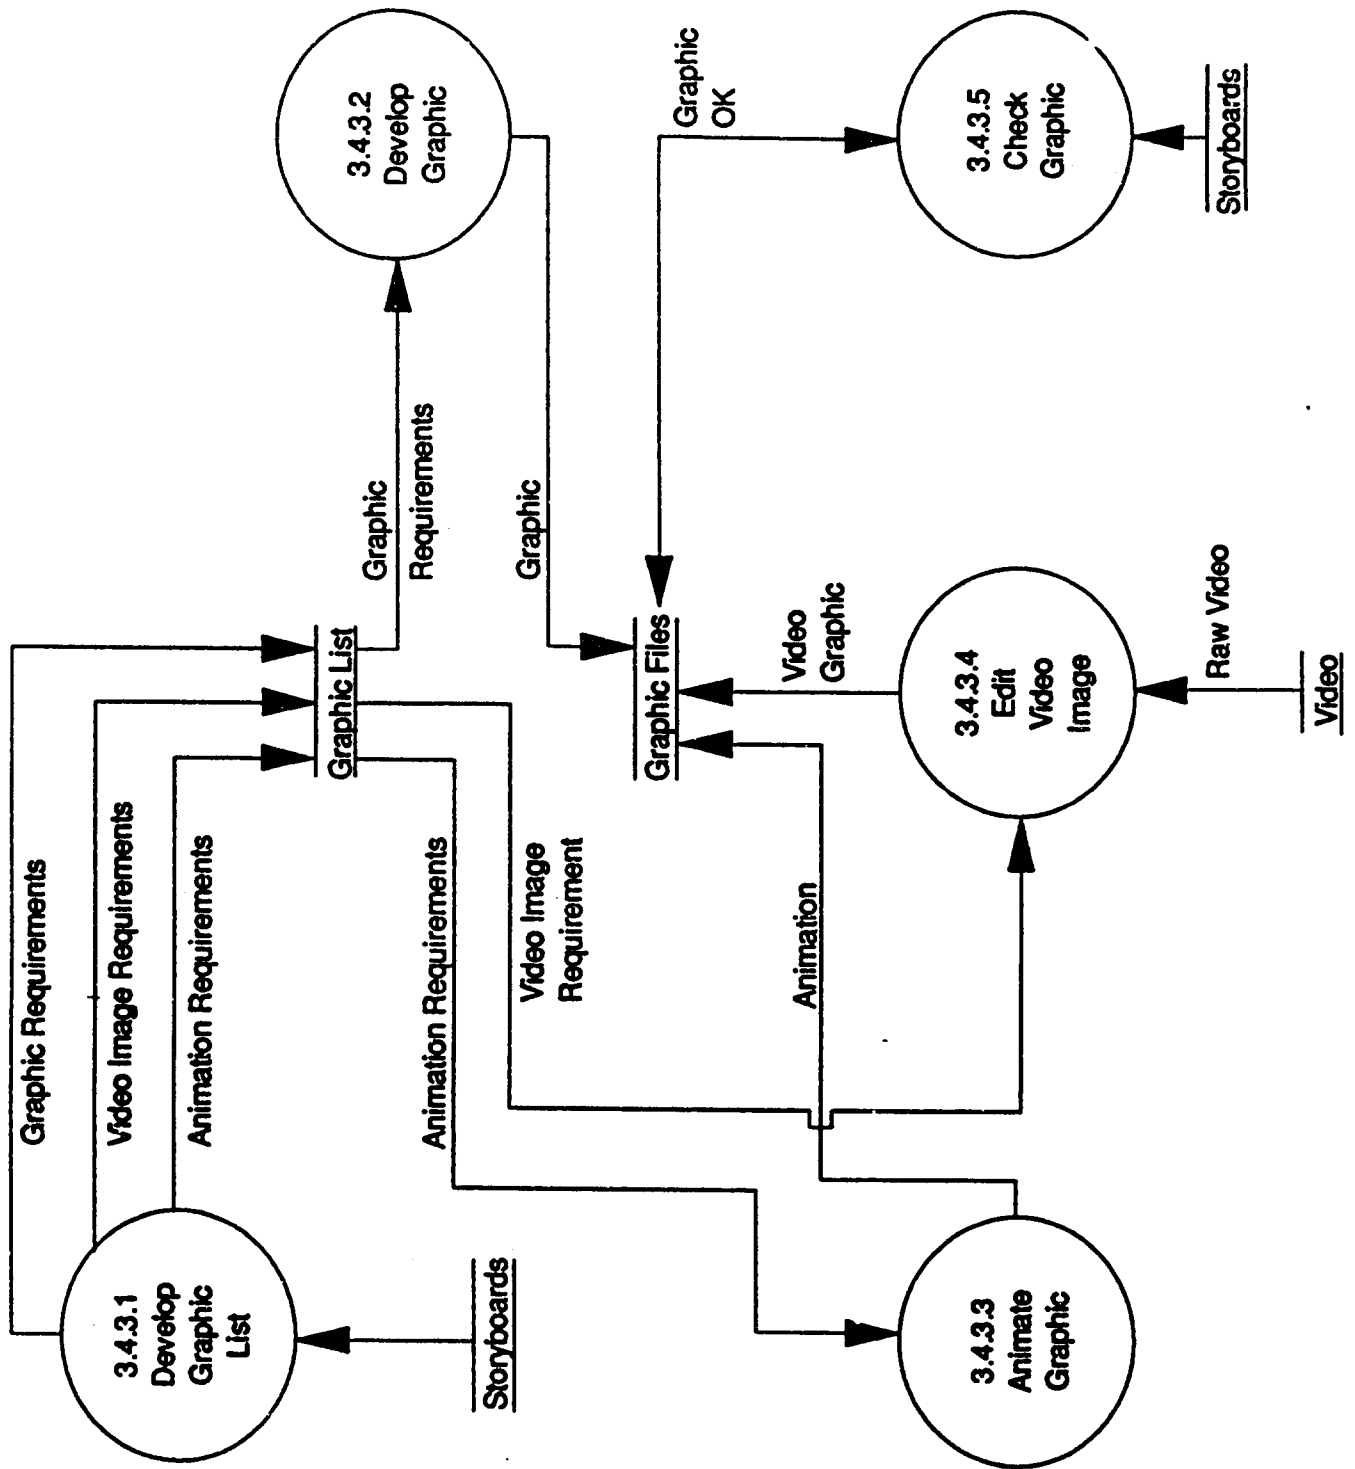 3.4.3.1
Develop
Graphic
List
Graphic Requirements
Video Image Requirements
Animation Requirements
Storyboards
Graphic List
Graphic
Requirements
3.4.3.2
Develop
Graphic
Animation Requirements
Video Image
Requirement
Graphic
Graphic Files
Graphic
OK
Animation
Video
Graphic
3.4.3.3
Animate
Graphic
3.4.3.4
Edit
Video
Image
3.4.3.5
Check
Graphic
Raw Video
Video
Storyboards